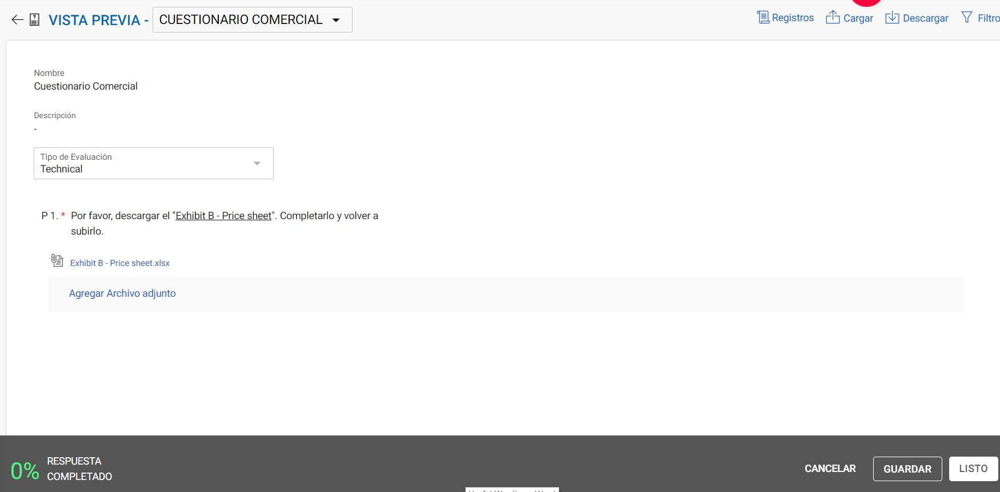 VISTA PREVIA - CUESTIONARIO COMERCIAL
Registros Cargar Descargar Filtro
Nombre
Cuestionario Comercial
Descripción
-
Tipo de Evaluación
Technical
P 1. * Por favor, descargar el "Exhibit B - Price sheet". Completarlo y volver a
subirlo.
Exhibit B - Price sheet.xlsx
Agregar Archivo adjunto
0% RESPUESTA
COMPLETADO
CANCELAR GUARDAR LISTO